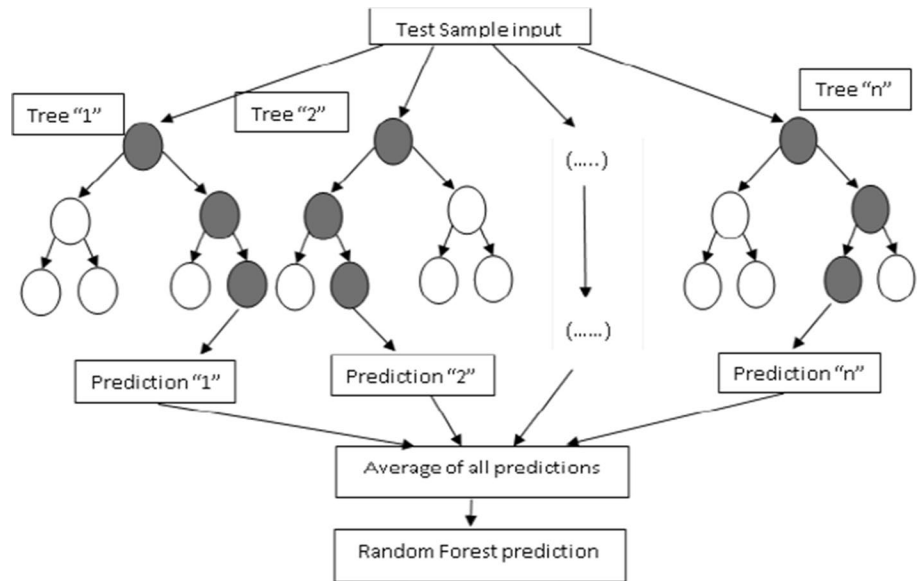 Test Sample input
Tree “1”
Tree “2”
Tree “n”
(.....)
(......)
Prediction “1”
Prediction “2”
Prediction “n”
Average of all predictions
Random Forest prediction